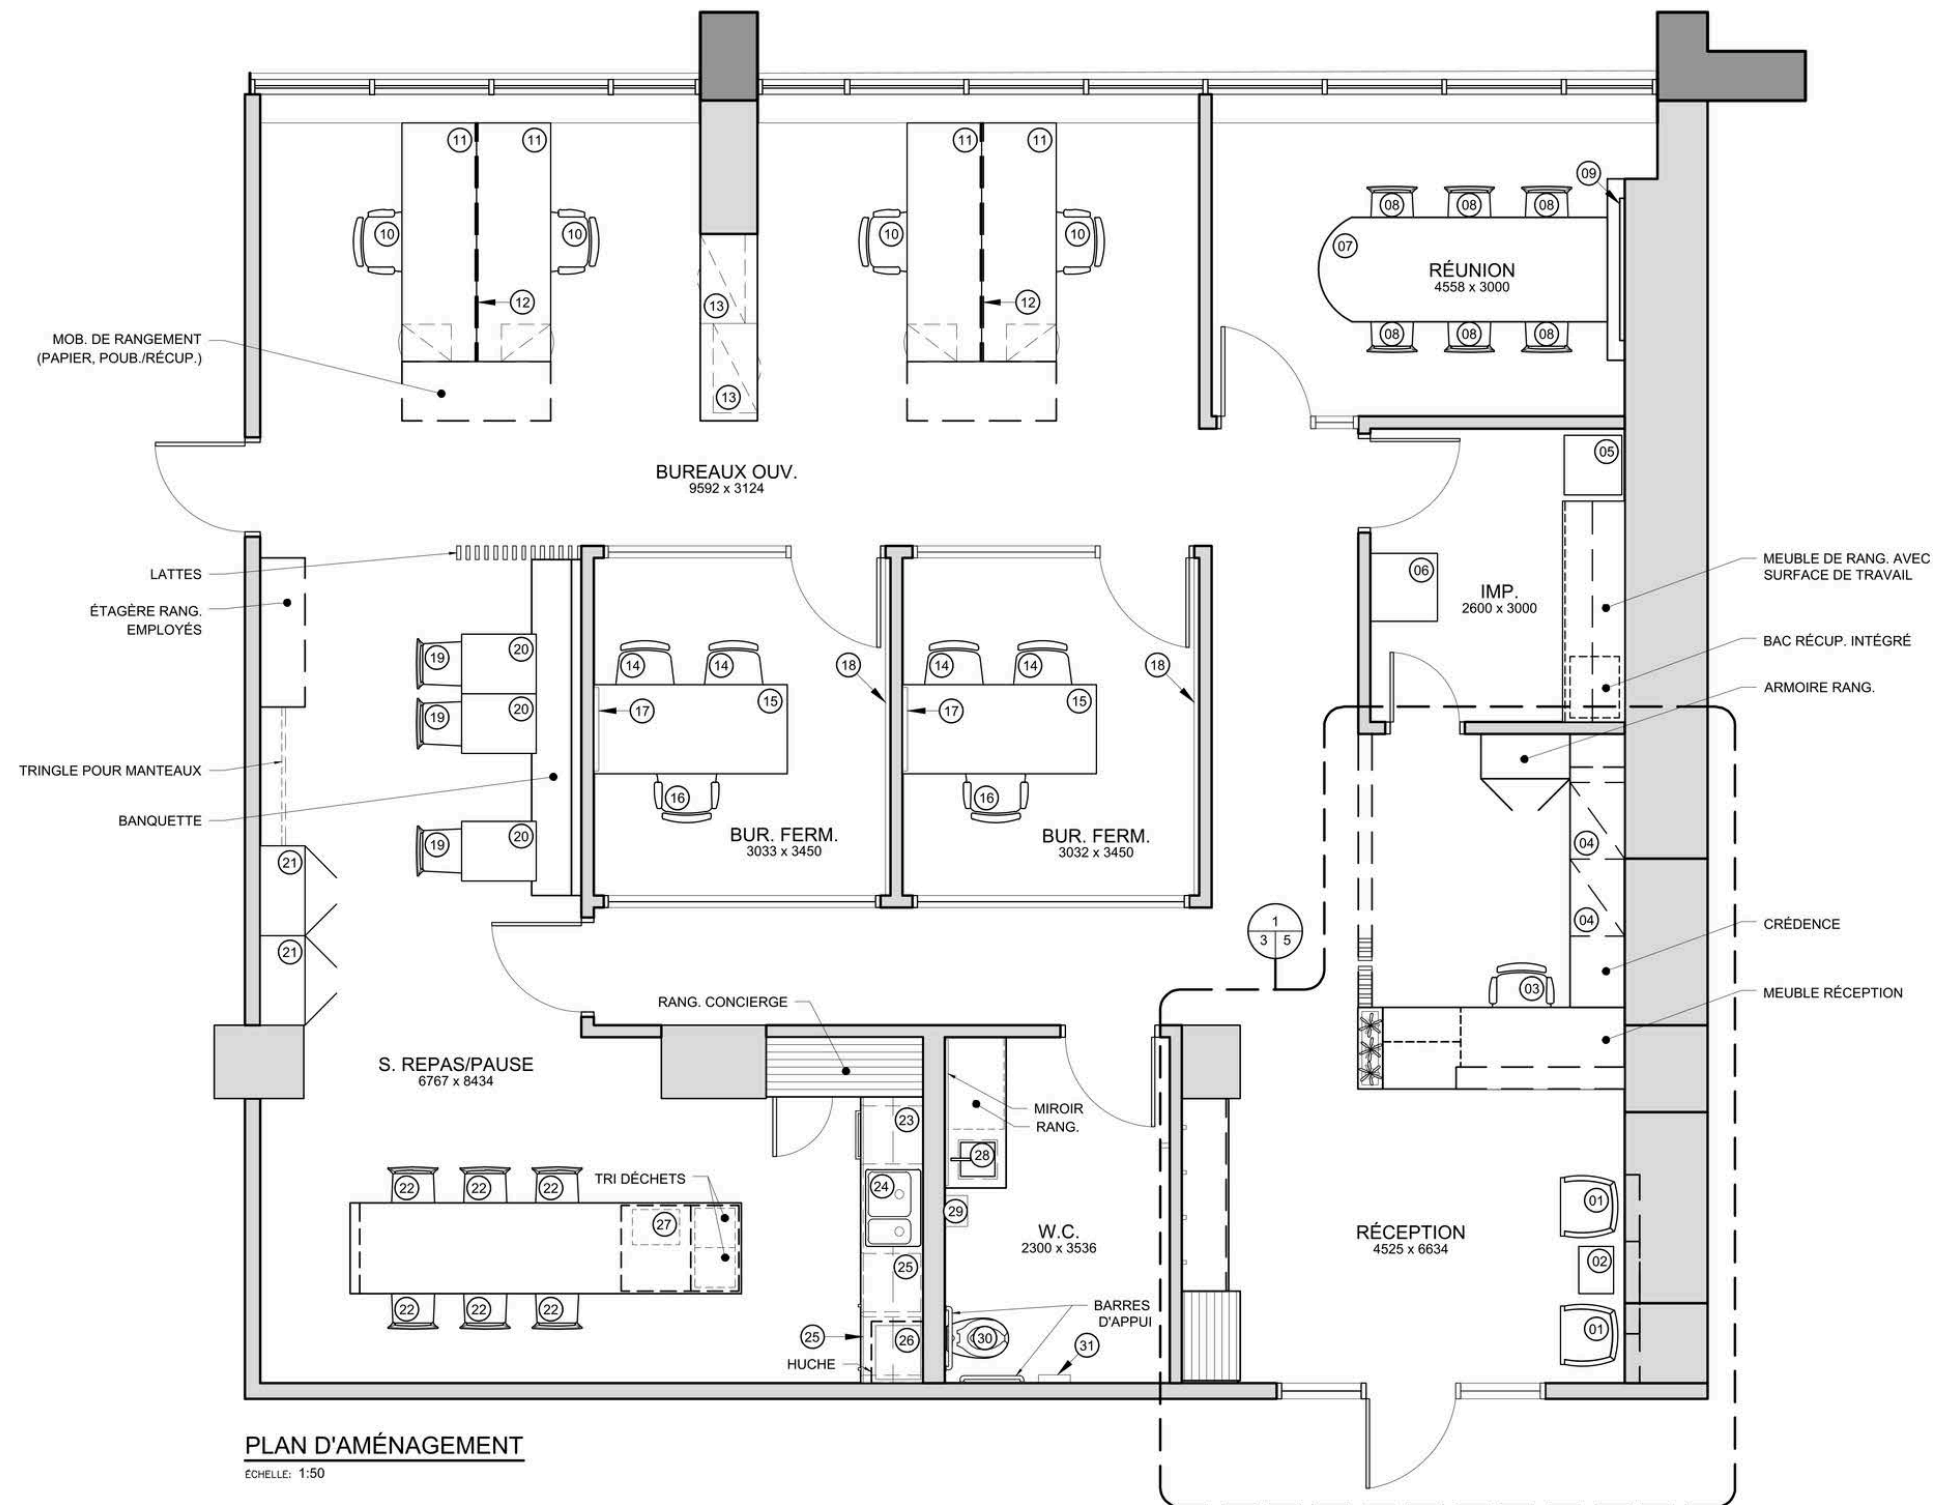 11
11
11
11
09
08
08
08
10
10
10
10
07
RÉUNION
4558 x 3000
12
13
12
MOB. DE RANGEMENT
(PAPIER, POUB./RÉCUP.)
08
08
08
13
BUREAUX OUV.
9592 x 3124
05
LATTES
ÉTAGÈRE RANG.
EMPLOYÉS
06
IMP.
2600 x 3000
MEUBLE DE RANG. AVEC
SURFACE DE TRAVAIL
BAC RÉCUP. INTÉGRÉ
ARMOIRE RANG.
19
20
14
14
18
14
14
18
15
15
19
20
17
17
TRINGLE POUR MANTEAUX
BANQUETTE
16
16
19
20
BUR. FERM.
3033 x 3450
BUR. FERM.
3032 x 3450
04
21
04
CRÉDENCE
1
3 5
21
03
MEUBLE RÉCEPTION
RANG. CONCIERGE
S. REPAS/PAUSE
6767 x 8434
MIROIR
RANG.
23
28
TRI DÉCHETS
22
22
22
24
29
27
W.C.
2300 x 3536
RÉCEPTION
4525 x 6634
01
02
25
22
22
22
BARRES
D'APPUI
01
25
26
30
31
HUCHE
PLAN D'AMÉNAGEMENT
ÉCHELLE: 1:50